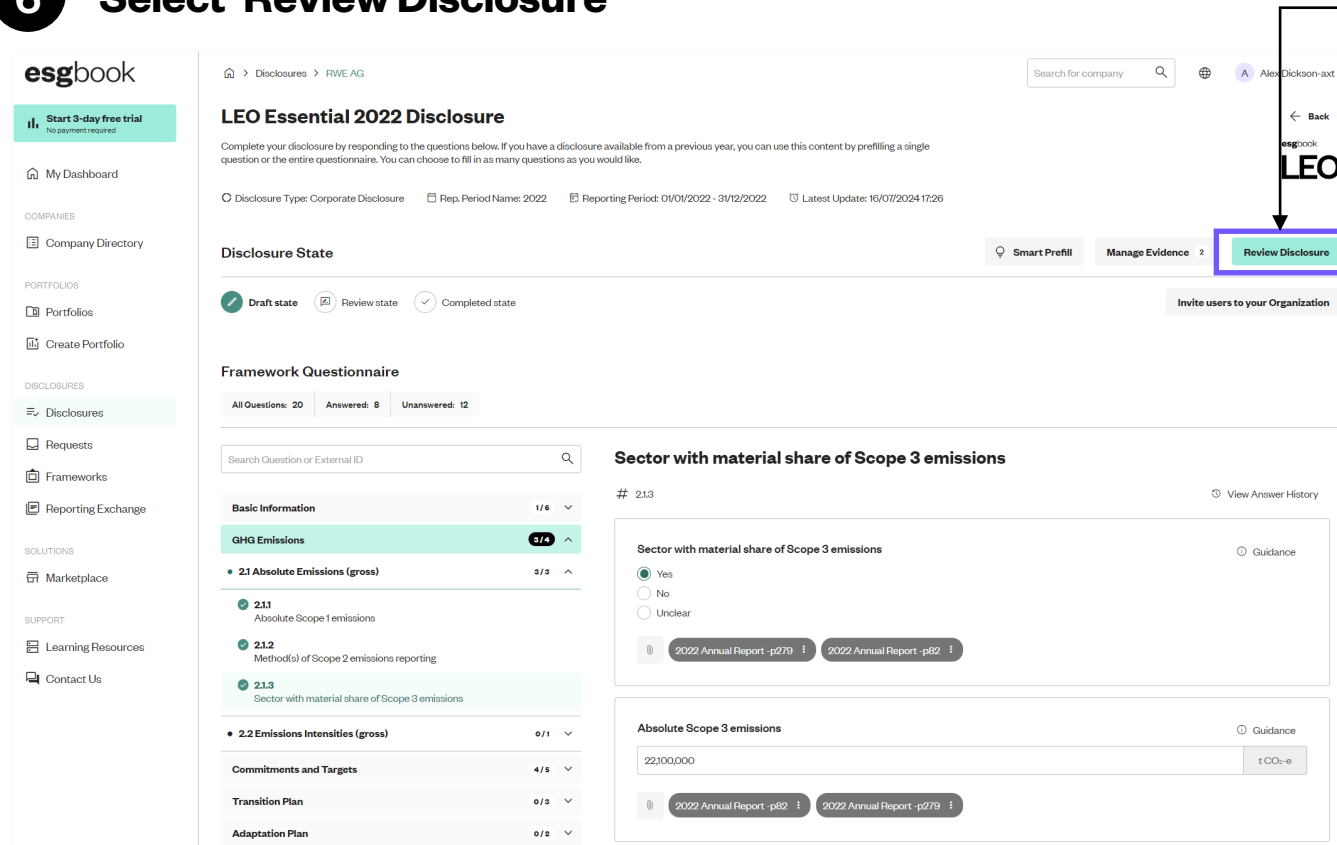 6 Select 'Review Disclosure'
esgbook
Disclosures > RWE AG
Search for company
A Alex Dickson-axt
Start 3-day free trial
No payment required
LEO Essential 2022 Disclosure
← Back
Complete your disclosure by responding to the questions below. If you have a disclosure available from a previous year, you can use this content by prefilling a single
question or the entire questionnaire. You can choose to fill in as many questions as you would like.
esgbook
LEO
My Dashboard
Disclosure Type: Corporate Disclosure Rep. Period Name: 2022 Reporting Period: 01/01/2022 - 31/12/2022 Latest Update: 16/07/2024 17:26
COMPANIES
Company Directory
Disclosure State
Smart Prefill
Manage Evidence 2
Review Disclosure
PORTFOLIOS
Portfolios
Create Portfolio
Draft state Review state Completed state
Invite users to your Organization
Framework Questionnaire
DISCLOSURES
Disclosures
Requests
Frameworks
Reporting Exchange
All Questions: 20 Answered: 8 Unanswered: 12
SOLUTIONS
Marketplace
SUPPORT
Learning Resources
Contact Us
Search Question or External ID
Basic Information 1/6
GHG Emissions 3/4
2.1 Absolute Emissions (gross) 3/3
2.1.1
Absolute Scope 1 emissions
2.1.2
Method(s) of Scope 2 emissions reporting
2.1.3
Sector with material share of Scope 3 emissions
2.2 Emissions Intensities (gross) 0/1
Commitments and Targets 4/5
Transition Plan 0/3
Adaptation Plan 0/2
Sector with material share of Scope 3 emissions
# 2.1.3
View Answer History
Sector with material share of Scope 3 emissions
Guidance
Yes
No
Unclear
2022 Annual Report -p279 2022 Annual Report -p82
Absolute Scope 3 emissions
Guidance
22,100,000 t CO₂-e
2022 Annual Report -p82 2022 Annual Report -p279